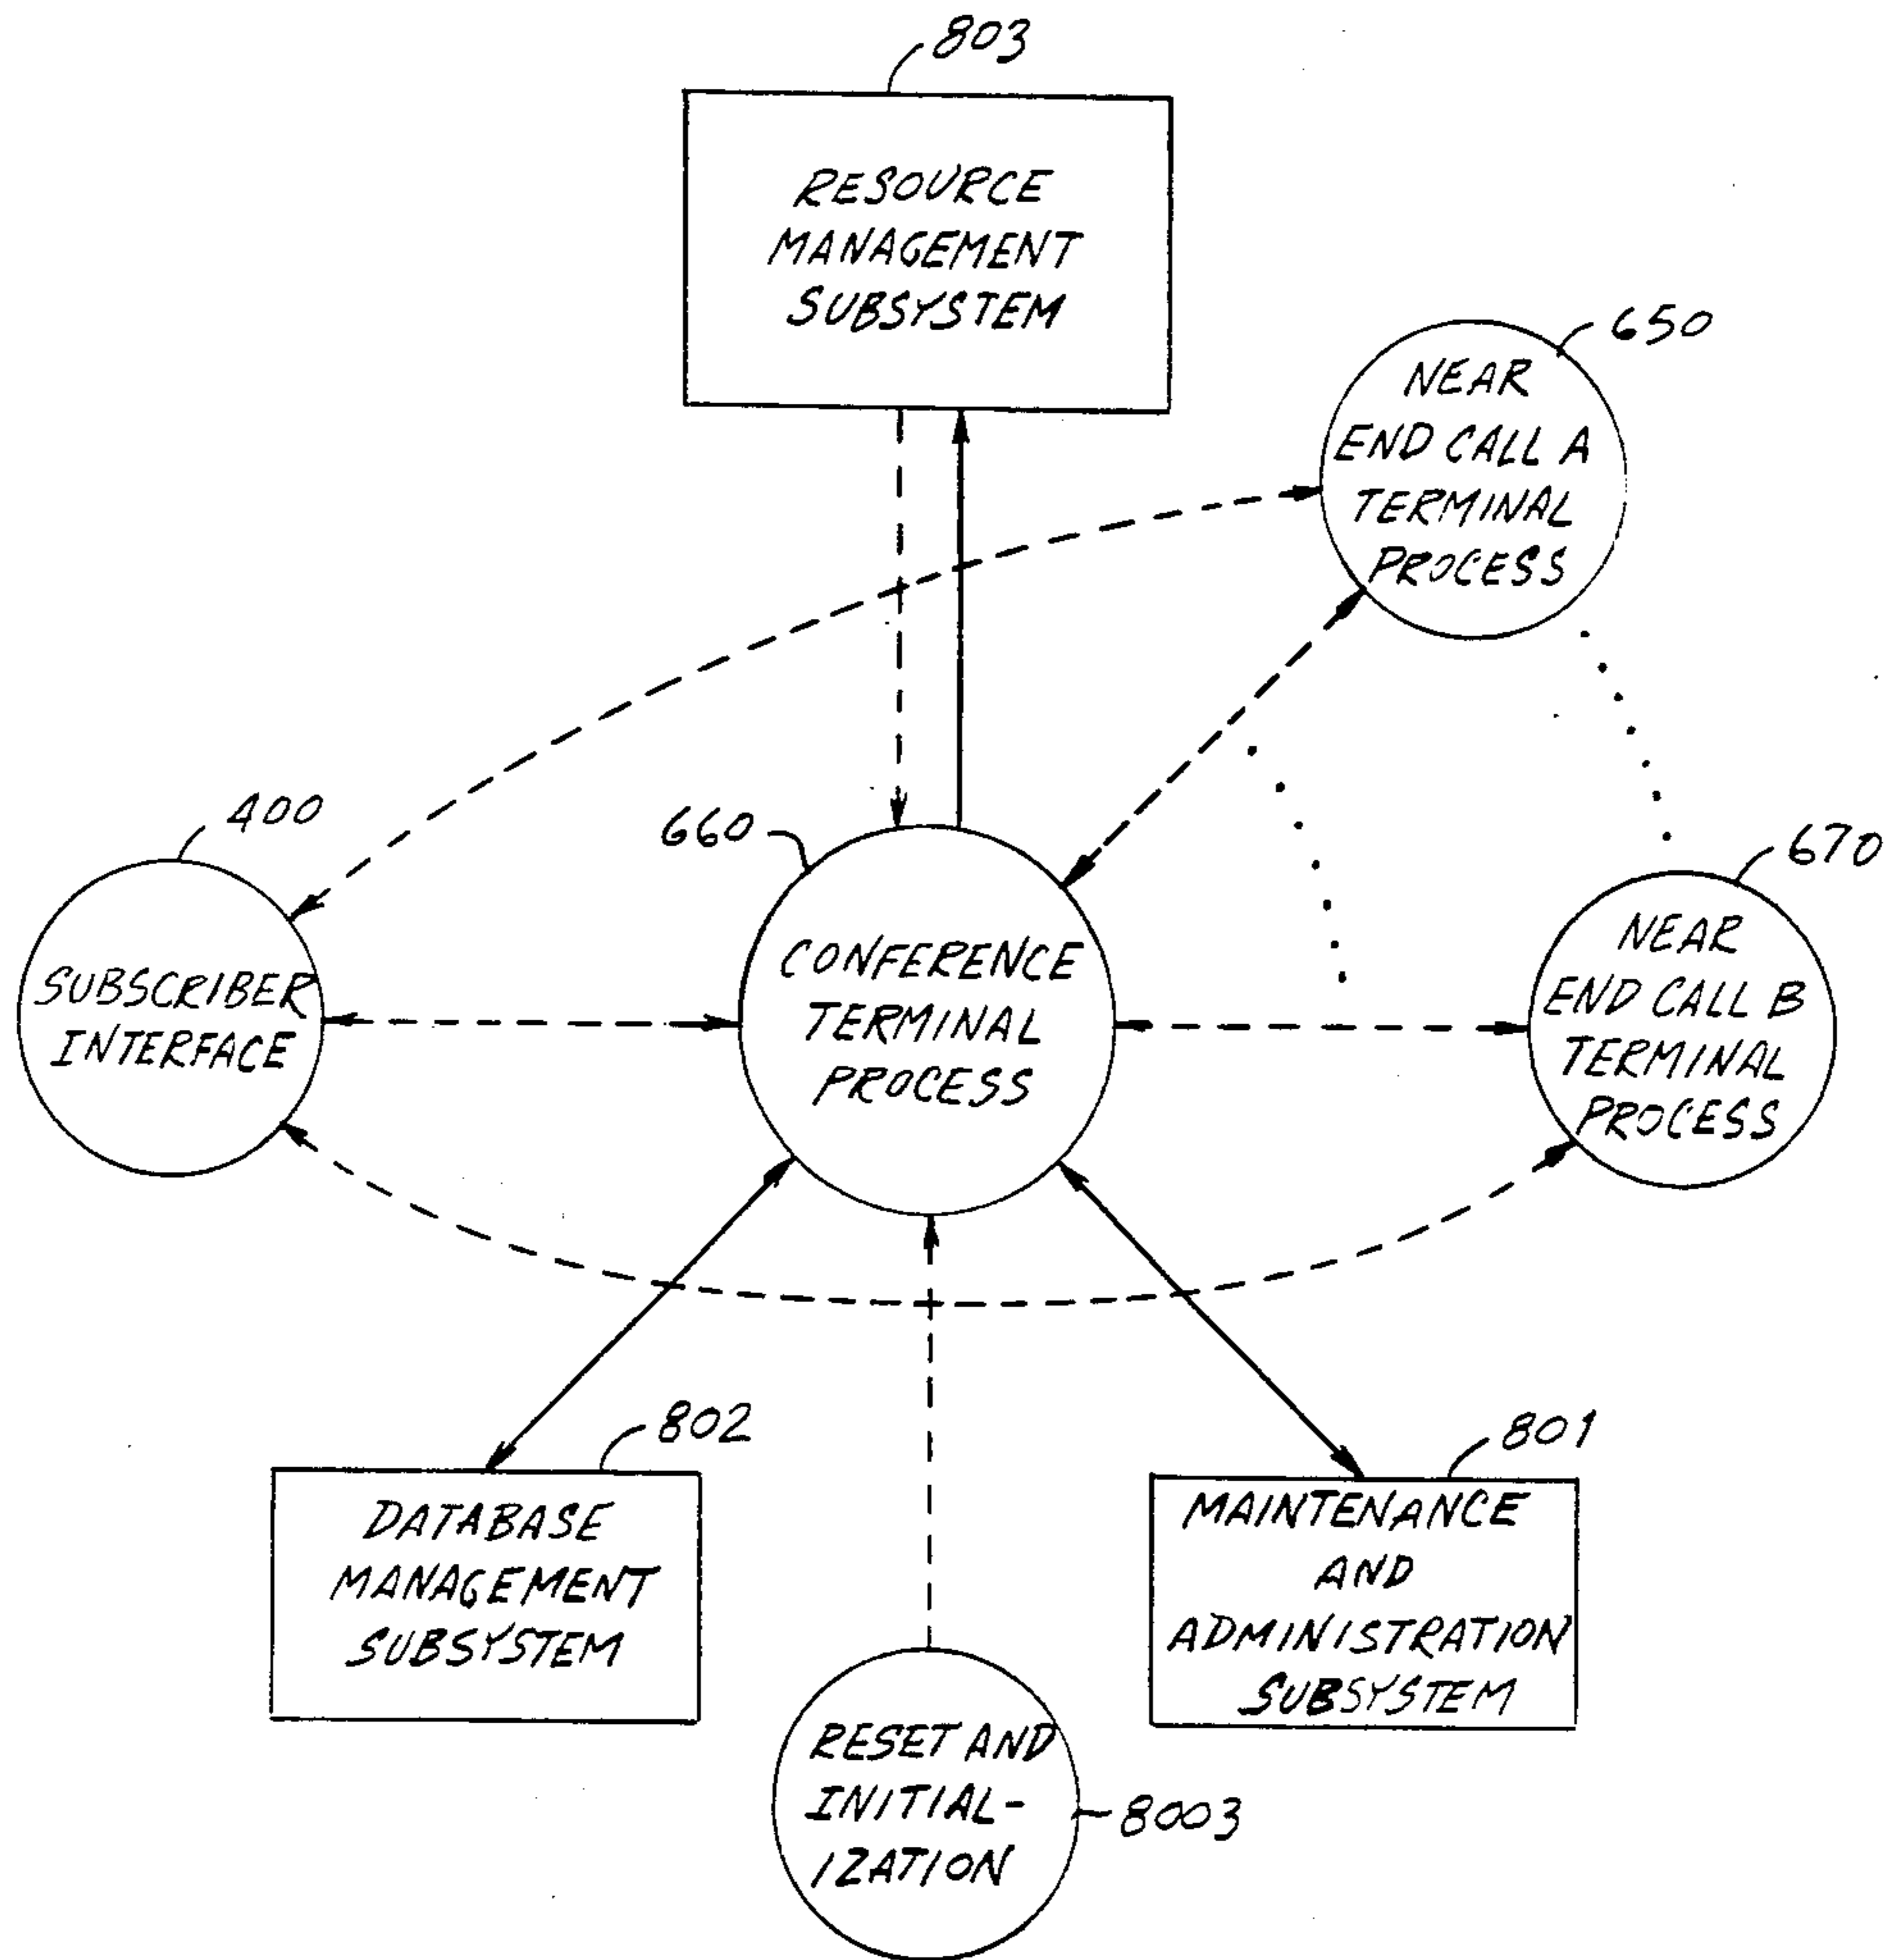 803
RESOURCE
MANAGEMENT
SUBSYSTEM
650
NEAR
END CALL A
TERMINAL
PROCESS
400
SUBSCRIBER
INTERFACE
660
CONFERENCE
TERMINAL
PROCESS
670
NEAR
END CALL B
TERMINAL
PROCESS
802
DATABASE
MANAGEMENT
SUBSYSTEM
801
MAINTENANCE
AND
ADMINISTRATION
SUBSYSTEM
RESET AND
INITIAL-
IZATION
8003